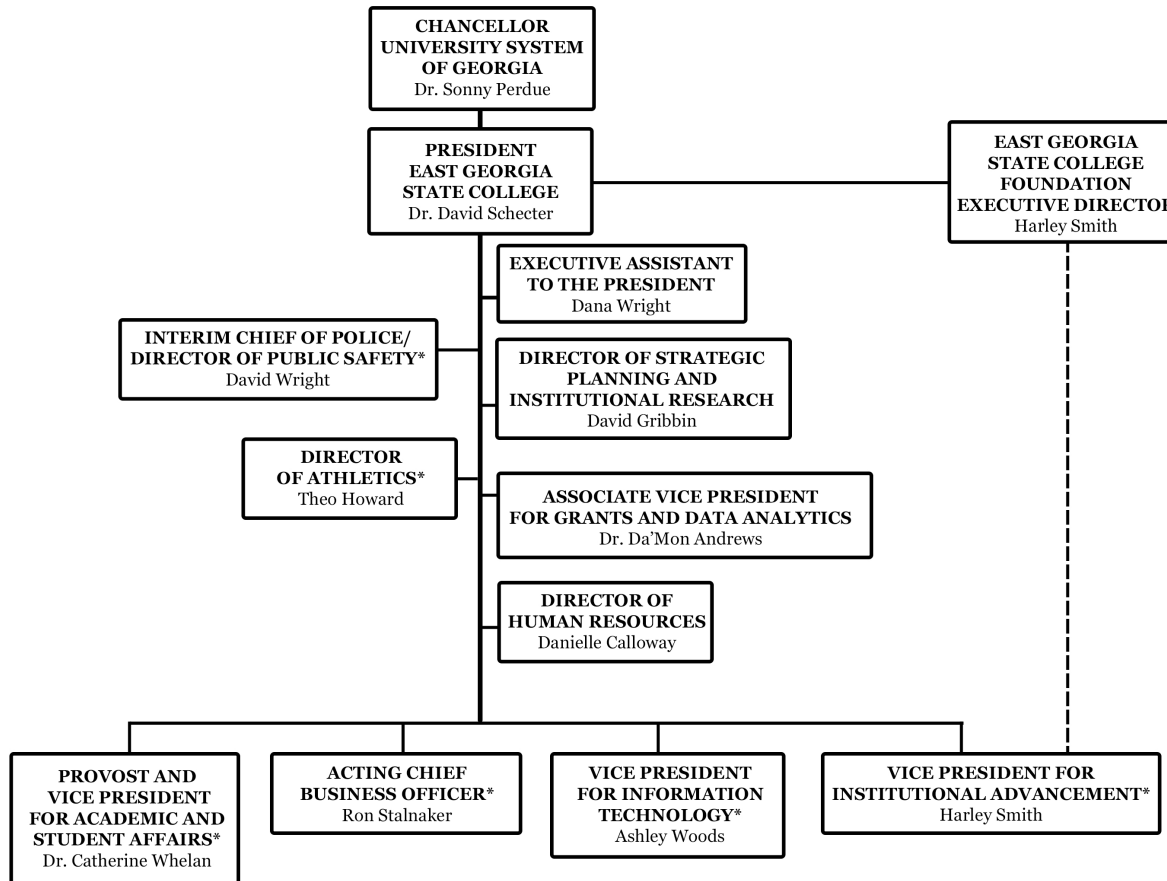 CHANCELLOR
UNIVERSITY SYSTEM
OF GEORGIA
Dr. Sonny Perdue
PRESIDENT
EAST GEORGIA
STATE COLLEGE
Dr. David Schecter
EAST GEORGIA
STATE COLLEGE
FOUNDATION
EXECUTIVE DIRECTOR
Harley Smith
EXECUTIVE ASSISTANT
TO THE PRESIDENT
Dana Wright
INTERIM CHIEF OF POLICE/
DIRECTOR OF PUBLIC SAFETY*
David Wright
DIRECTOR OF STRATEGIC
PLANNING AND
INSTITUTIONAL RESEARCH
David Gribbin
DIRECTOR
OF ATHLETICS*
Theo Howard
ASSOCIATE VICE PRESIDENT
FOR GRANTS AND DATA ANALYTICS
Dr. Da’Mon Andrews
DIRECTOR OF
HUMAN RESOURCES
Danielle Calloway
PROVOST AND
VICE PRESIDENT
FOR ACADEMIC AND
STUDENT AFFAIRS*
Dr. Catherine Whelan
ACTING CHIEF
BUSINESS OFFICER*
Ron Stalnaker
VICE PRESIDENT
FOR INFORMATION
TECHNOLOGY*
Ashley Woods
VICE PRESIDENT FOR
INSTITUTIONAL ADVANCEMENT*
Harley Smith